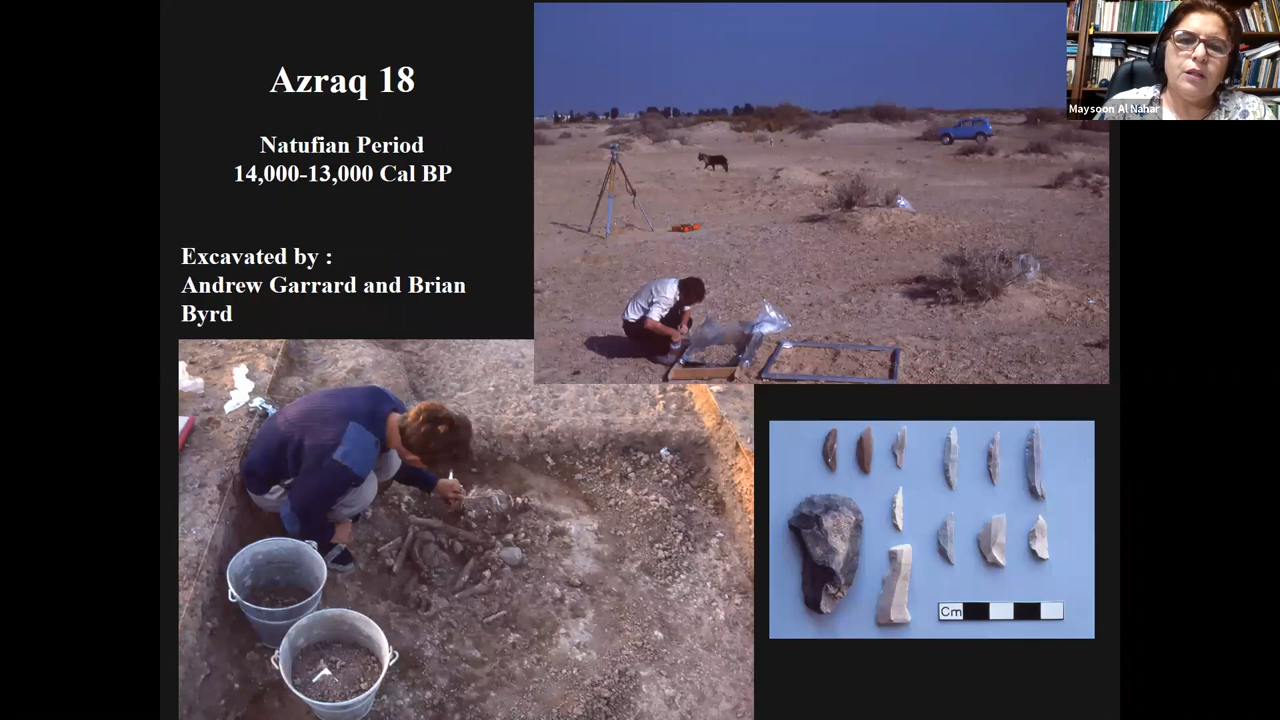 Azraq 18
Natufian Period
14,000-13,000 Cal BP
Excavated by :
Andrew Garrard and Brian
Byrd
Maysoon Al Nahar
Cm